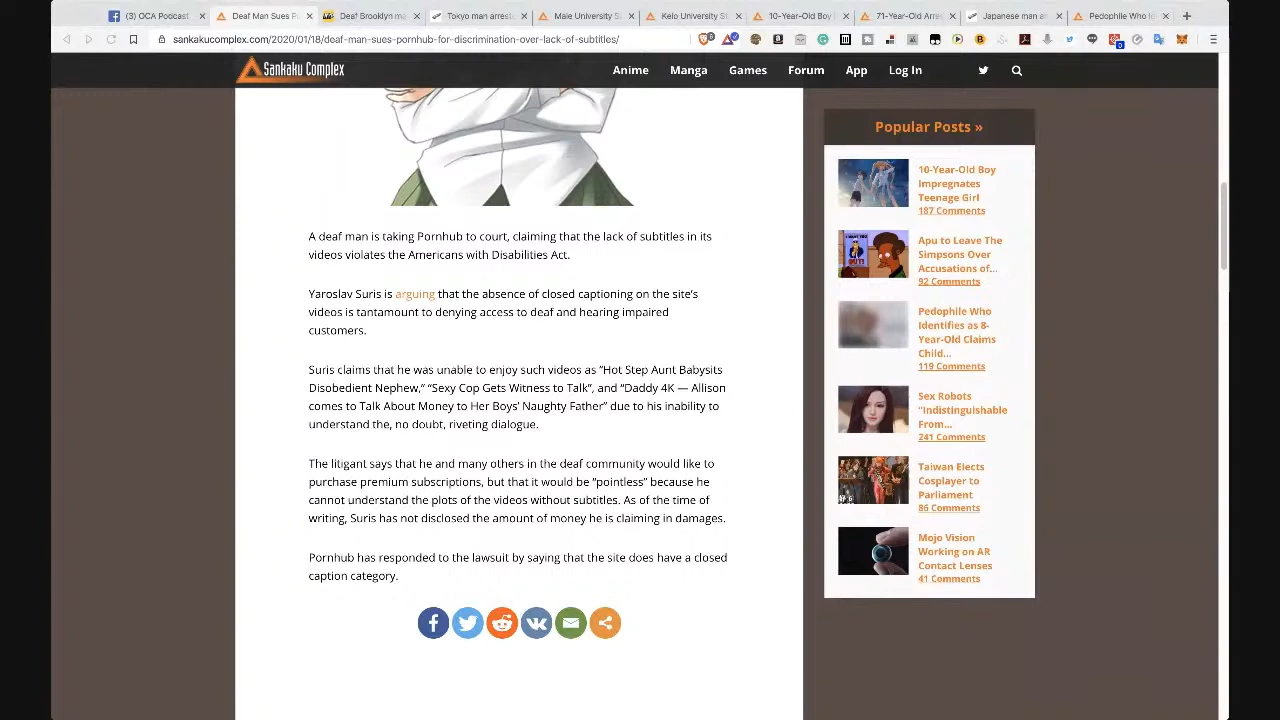 (3) OCA Podcast
Deaf Man Sues P
Deaf Brooklyn m
Tokyo man arrest
Male University S
Keio University St
10-Year-Old Boy
71-Year-Old Arre
Japanese man ar
Pedophile Who Id
sankakucomplex.com/2020/01/18/deaf-man-sues-pornhub-for-discrimination-over-lack-of-subtitles/
Sankaku Complex
Anime
Manga
Games
Forum
App
Log In
A deaf man is taking Pornhub to court, claiming that the lack of subtitles in its
videos violates the Americans with Disabilities Act.
Yaroslav Suris is arguing that the absence of closed captioning on the site's
videos is tantamount to denying access to deaf and hearing impaired
customers.
Suris claims that he was unable to enjoy such videos as "Hot Step Aunt Babysits
Disobedient Nephew," "Sexy Cop Gets Witness to Talk", and "Daddy 4K — Allison
comes to Talk About Money to Her Boys' Naughty Father" due to his inability to
understand the, no doubt, riveting dialogue.
The litigant says that he and many others in the deaf community would like to
purchase premium subscriptions, but that it would be "pointless" because he
cannot understand the plots of the videos without subtitles. As of the time of
writing, Suris has not disclosed the amount of money he is claiming in damages.
Pornhub has responded to the lawsuit by saying that the site does have a closed
caption category.
Popular Posts »
10-Year-Old Boy
Impregnates
Teenage Girl
187 Comments
Apu to Leave The
Simpsons Over
Accusations of...
92 Comments
Pedophile Who
Identifies as 8-
Year-Old Claims
Child...
119 Comments
Sex Robots
"Indistinguishable
From...
241 Comments
Taiwan Elects
Cosplayer to
Parliament
86 Comments
Mojo Vision
Working on AR
Contact Lenses
41 Comments